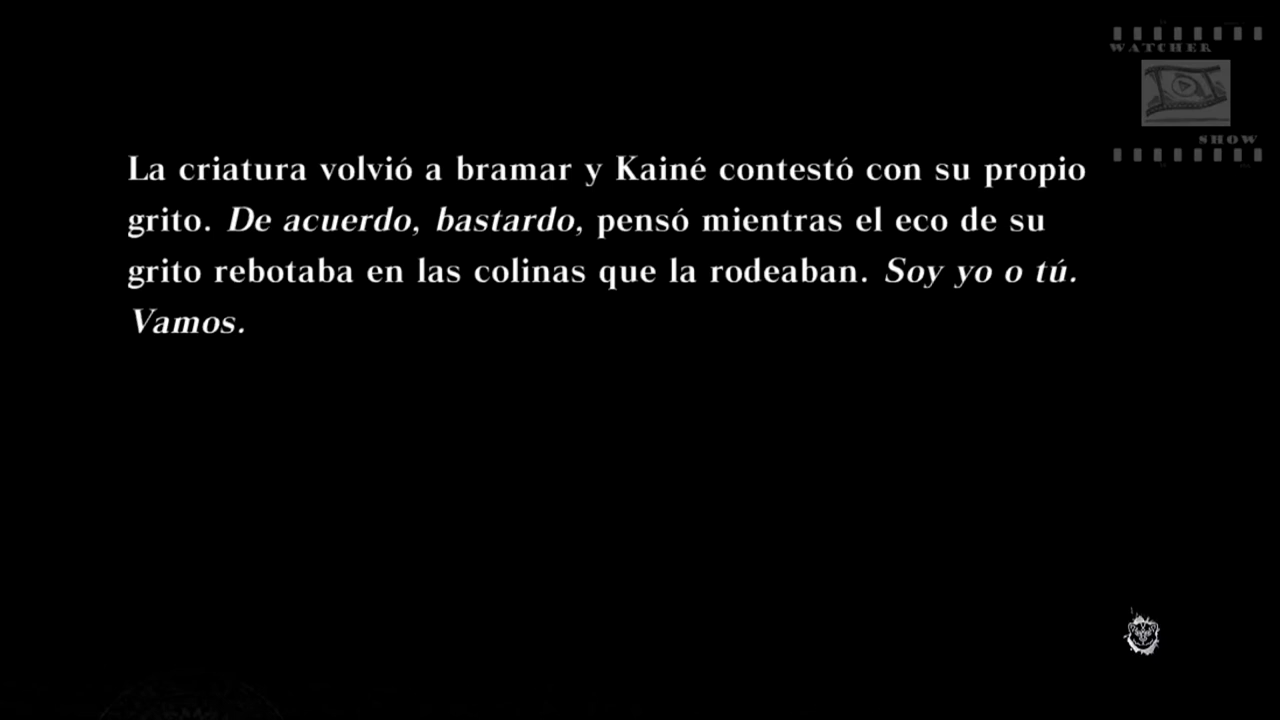 WATCHER
SHOW
La criatura volvió a bramar y Kainé contestó con su propio
grito. De acuerdo, bastardo, pensó mientras el eco de su
grito rebotaba en las colinas que la rodeaban. Soy yo o tú.
Vamos.